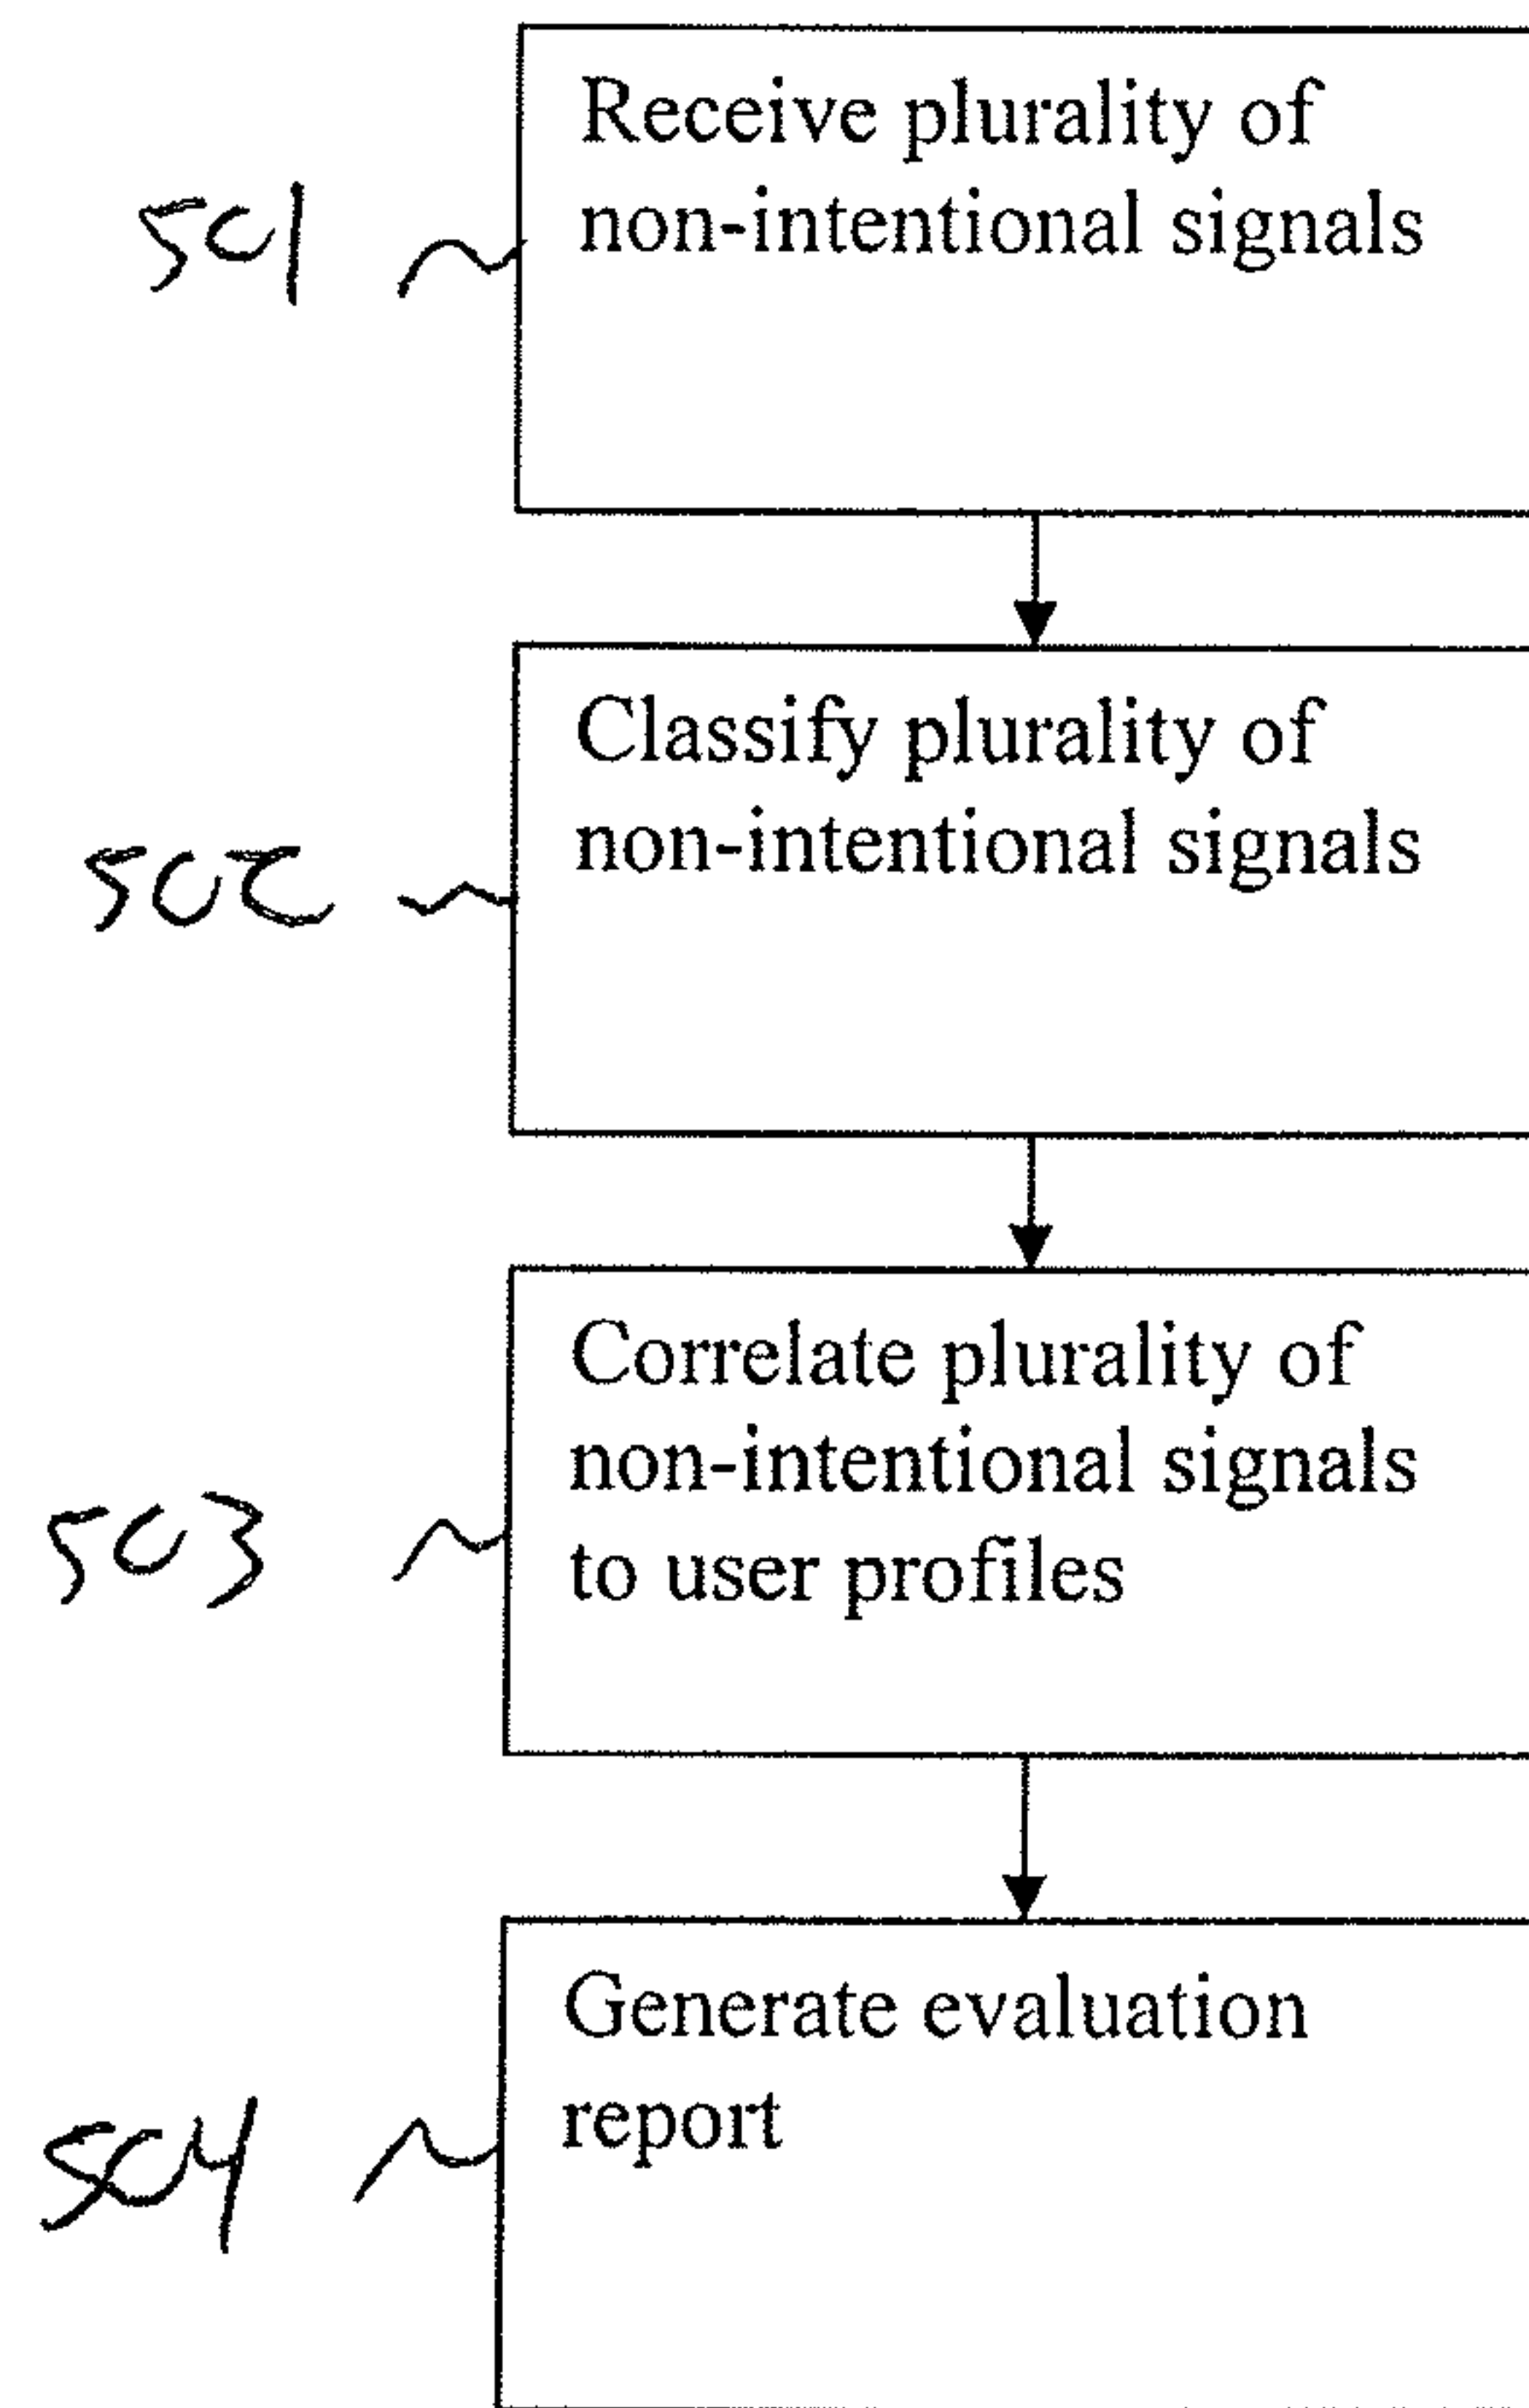 Receive plurality of
non-intentional signals
501
Classify plurality of
non-intentional signals
502
Correlate plurality of
non-intentional signals
to user profiles
503
Generate evaluation
report
504